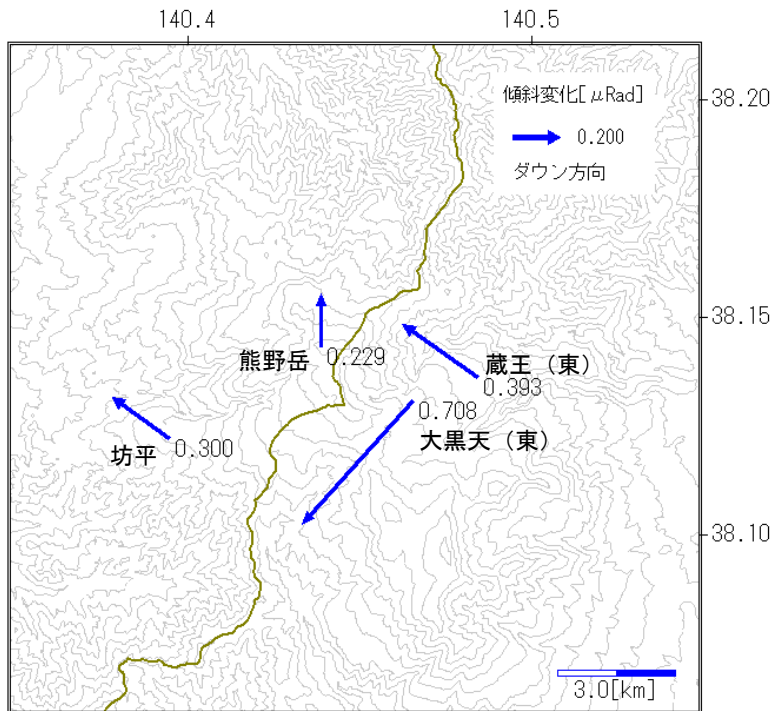 140.4
140.5
傾斜変化[μRad]
0.200
ダウン方向
38.20
38.15
38.10
熊野岳 0.229
蔵王（東）
0.393
0.708
大黒天（東）
坊平 0.300
3.0[km]